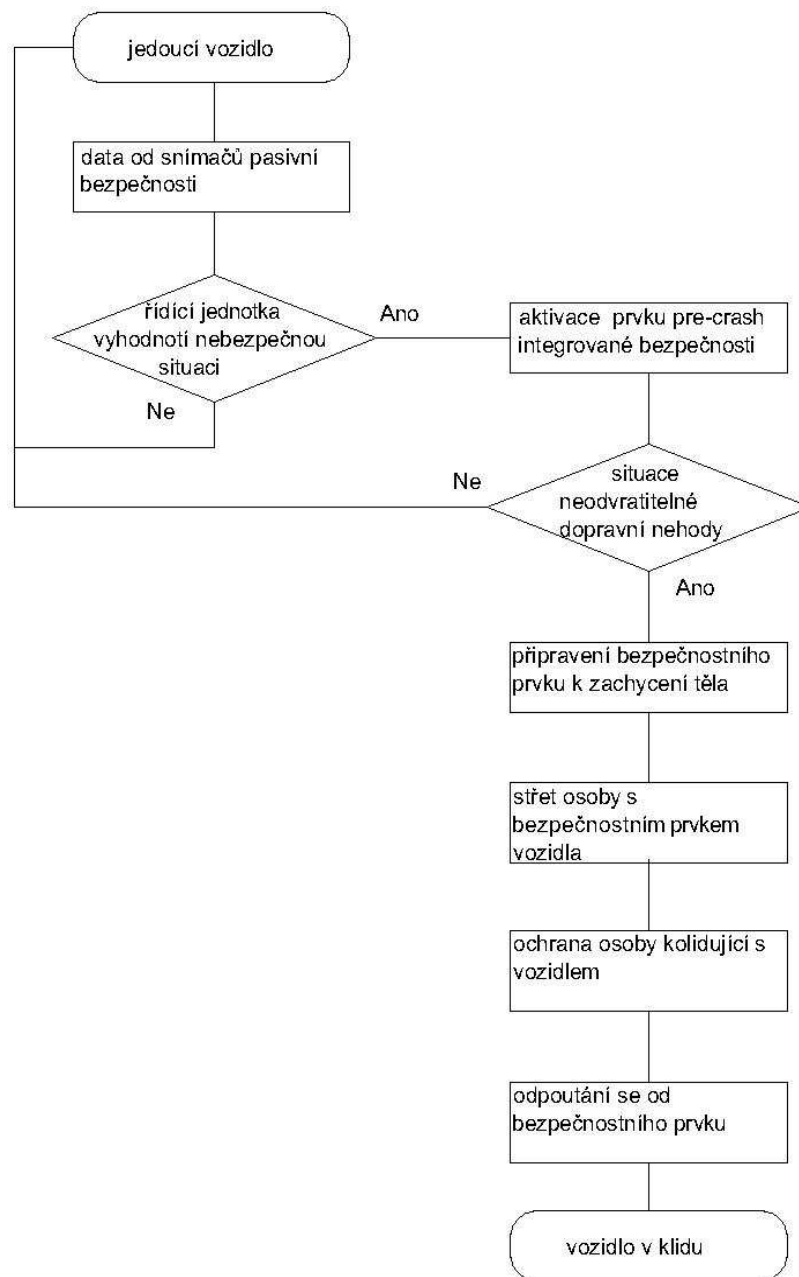 jedoucí vozidlo
data od snímačů pasivní
bezpečnosti
řídící jednotka
vyhodnotí nebezpečnou
situaci
Ano
Ne
aktivace prvku pre-crash
integrované bezpečnosti
situace
neodvratitelné
dopravní nehody
Ne
Ano
připravení bezpečnostního
prvku k zachycení těla
střet osoby s
bezpečnostním prvkem
vozidla
ochrana osoby kolidující s
vozidlem
odpoutání se od
bezpečnostního prvku
vozidlo v klidu